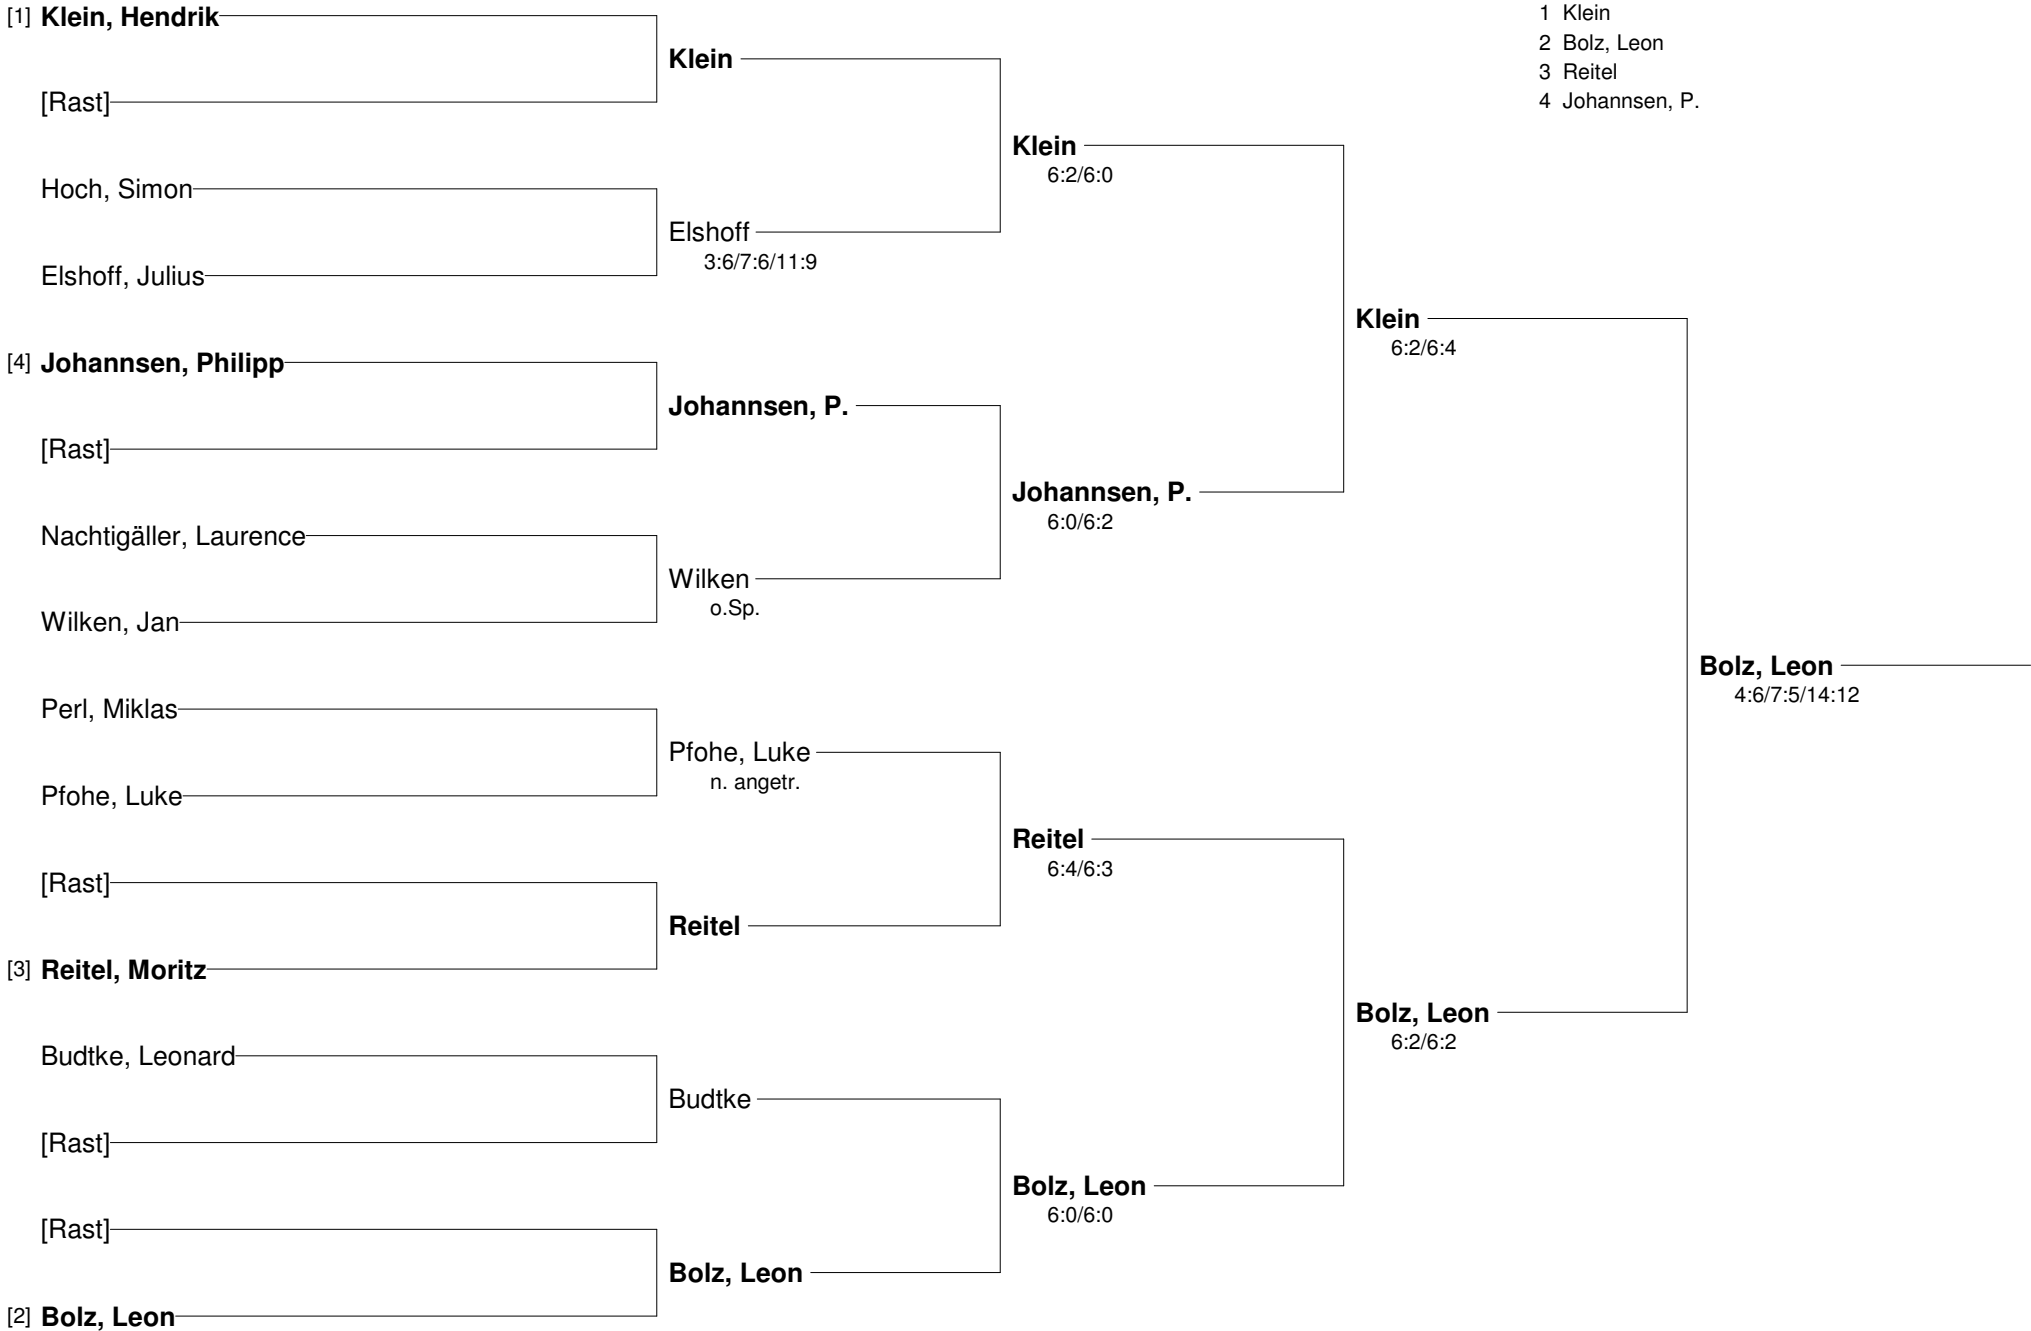 [1] Klein, Hendrik
[Rast]
Hoch, Simon
Elshoff, Julius
[4] Johannsen, Philipp
[Rast]
Nachtigäller, Laurence
Wilken, Jan
Perl, Miklas
Pfohe, Luke
[Rast]
[3] Reitel, Moritz
Budtke, Leonard
[Rast]
[Rast]
[2] Bolz, Leon
Klein
Elshoff
3:6/7:6/11:9
Johannsen, P.
Wilken
o.Sp.
Pfohe, Luke
n. angetr.
Reitel
Budtke
Bolz, Leon
Klein
6:2/6:0
Johannsen, P.
6:0/6:2
Reitel
6:4/6:3
Bolz, Leon
6:0/6:0
Klein
6:2/6:4
Bolz, Leon
6:2/6:2
Bolz, Leon
4:6/7:5/14:12
1 Klein
2 Bolz, Leon
3 Reitel
4 Johannsen, P.